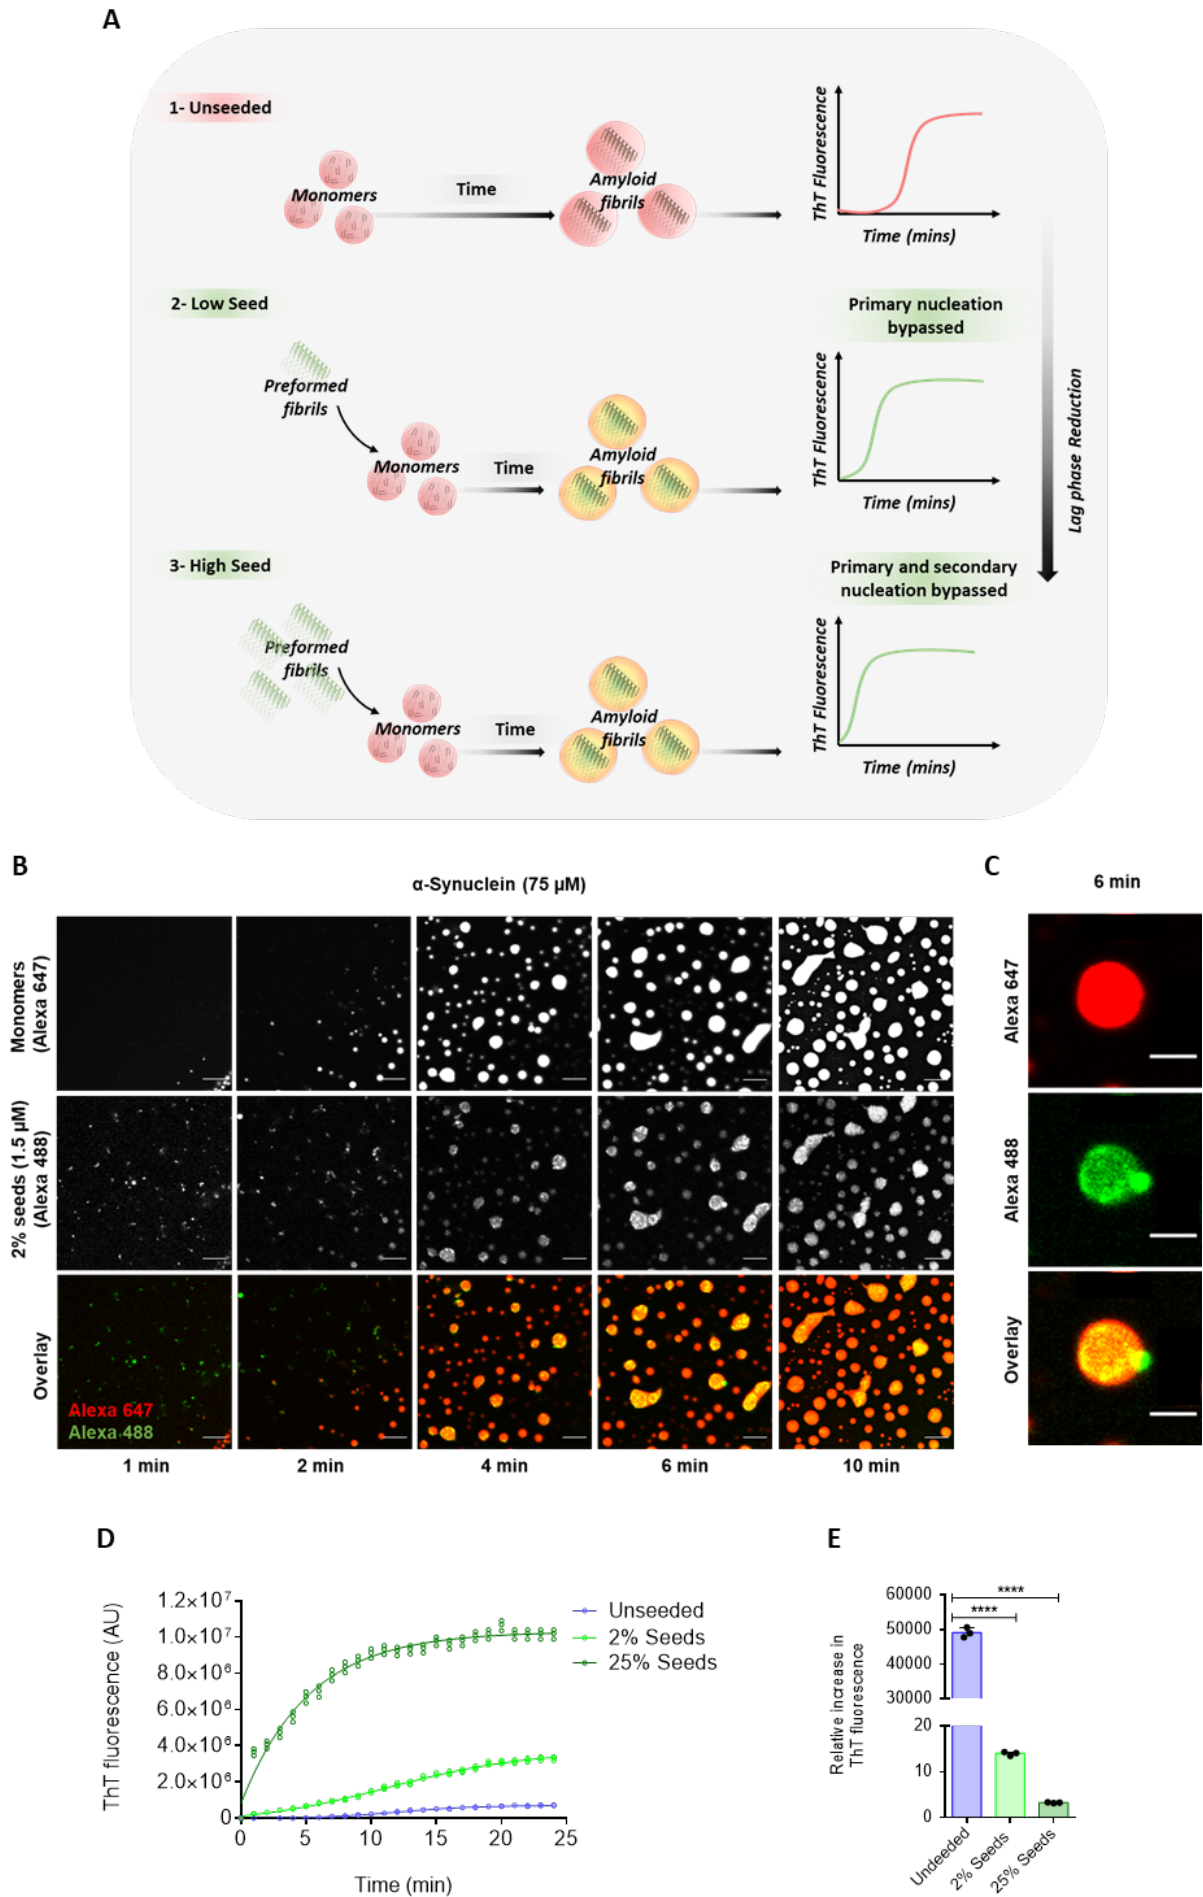 A
1- Unseeded
Monomers
Time
Amyloid
fibrils
ThT Fluorescence
Time (mins)
2- Low Seed
Preformed
fibrils
Monomers
Time
Amyloid
fibrils
Primary nucleation
bypassed
ThT Fluorescence
Time (mins)
Lag phase Reduction
3- High Seed
Preformed
fibrils
Monomers
Time
Amyloid
fibrils
Primary and secondary
nucleation bypassed
ThT Fluorescence
Time (mins)
B
α-Synuclein (75 µM)
Monomers
(Alexa 647)
2% seeds (1.5 µM)
(Alexa 488)
Overlay
Alexa 647
Alexa 488
1 min
2 min
4 min
6 min
10 min
C
6 min
Alexa 647
Alexa 488
Overlay
D
ThT fluorescence (AU)
1.2×10⁷
1.0×10⁷
8.0×10⁶
6.0×10⁶
4.0×10⁶
2.0×10⁶
0
0 5 10 15 20 25
Time (min)
Unseeded
2% Seeds
25% Seeds
E
Relative increase in
ThT fluorescence
60000
50000
40000
30000
20
10
0
****
****
Undeeded
2% Seeds
25% Seeds